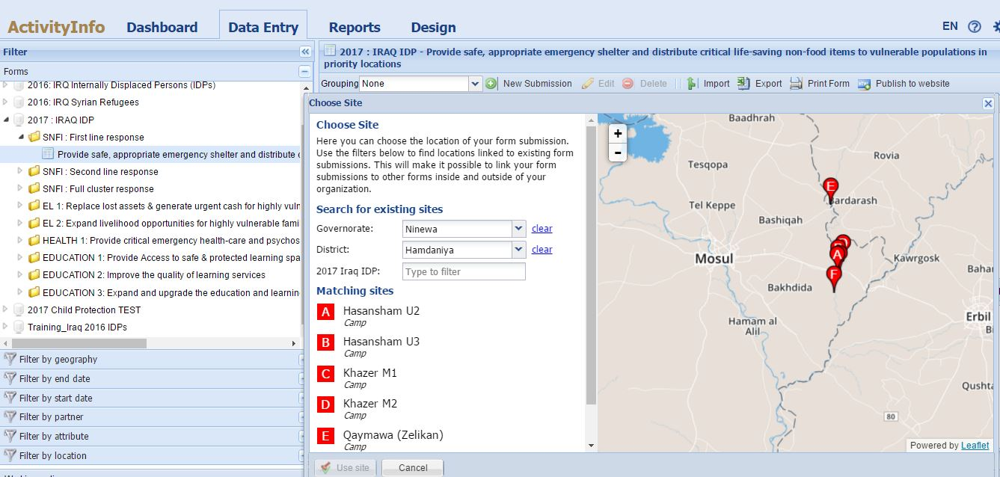 ActivityInfo
Dashboard
Data Entry
Reports
Design
EN
Filter
Forms
2016: IRQ Internally Displaced Persons (IDPs)
2016: IRQ Syrian Refugees
2017 : IRAQ IDP
SNFI : First line response
Provide safe, appropriate emergency shelter and distribute
SNFI : Second line response
SNFI : Full cluster response
EL 1: Replace lost assets & generate urgent cash for highly vuln
EL 2: Expand livelihood opportunities for highly vulnerable fami
HEALTH 1: Provide critical emergency health-care and psychos
EDUCATION 1: Provide Access to safe & protected learning spa
EDUCATION 2: Improve the quality of learning services
EDUCATION 3: Expand and upgrade the education and learnin
2017 Child Protection TEST
Training_Iraq 2016 IDPs
Filter by geography
Filter by end date
Filter by start date
Filter by partner
Filter by attribute
Filter by location
2017 : IRAQ IDP - Provide safe, appropriate emergency shelter and distribute critical life-saving non-food items to vulnerable populations in
priority locations
Grouping None New Submission Edit Delete Import Export Print Form Publish to website
Choose Site
Choose Site
Here you can choose the location of your form submission.
Use the filters below to find locations linked to existing form
submissions. This will make it possible to link your form
submissions to other forms inside and outside of your
organization.
Search for existing sites
Governorate: Ninewa clear
District: Hamdaniya clear
2017 Iraq IDP: Type to filter
Matching sites
A Hasansham U2
Camp
B Hasansham U3
Camp
C Khazer M1
Camp
D Khazer M2
Camp
E Qaymawa (Zelikan)
Camp
Use site Cancel
+
-
Baadhrah
Rovia
Tesqopa
E
Bardarash
Tel Keppe
Bashiqah
D
A
Mosul
Kawrgosk
F
Bakhdida
Bahar
Hamam al
Alil
Erbil
Qushta
80
Powered by Leaflet